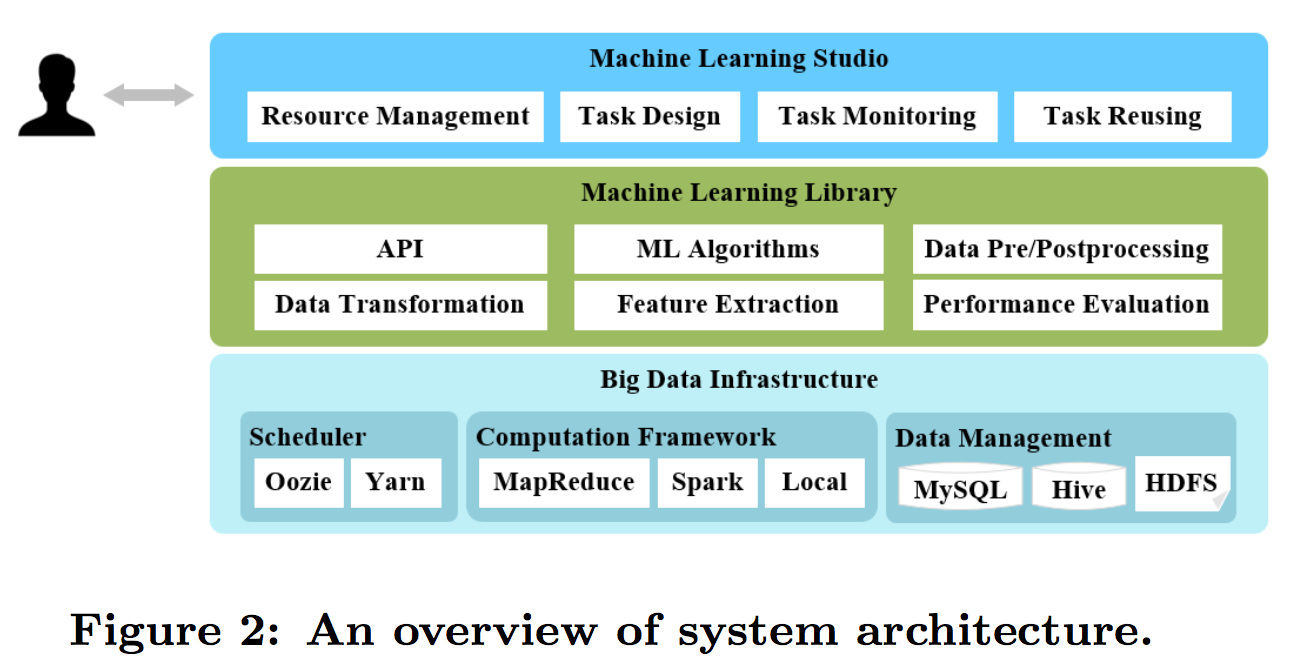 Machine Learning Studio
Resource Management Task Design Task Monitoring Task Reusing
Machine Learning Library
API ML Algorithms Data Pre/Postprocessing
Data Transformation Feature Extraction Performance Evaluation
Big Data Infrastructure
Scheduler Computation Framework Data Management
Oozie Yarn MapReduce Spark Local MySQL Hive HDFS
Figure 2: An overview of system architecture.